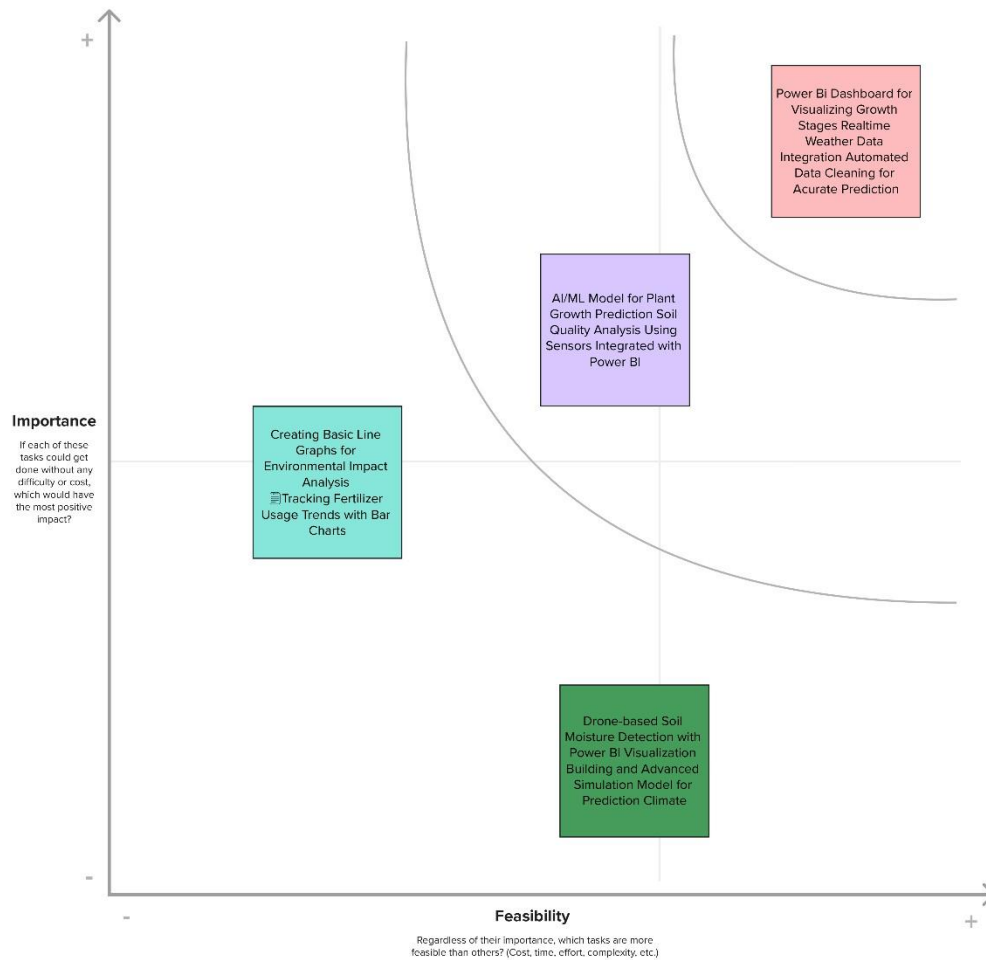 +
Power Bi Dashboard for
Visualizing Growth
Stages Realtime
Weather Data
Integration Automated
Data Cleaning for
Acurate Prediction
AI/ML Model for Plant
Growth Prediction Soil
Quality Analysis Using
Sensors Integrated with
Power BI
Importance
If each of these
tasks could get
done without any
difficulty or cost,
which would have
the most positive
impact?
Creating Basic Line
Graphs for
Environmental Impact
Analysis
Tracking Fertilizer
Usage Trends with Bar
Charts
Drone-based Soil
Moisture Detection with
Power BI Visualization
Building and Advanced
Simulation Model for
Prediction Climate
-
-
Feasibility
+
Regardless of their importance, which tasks are more
feasible than others? (Cost, time, effort, complexity, etc.)